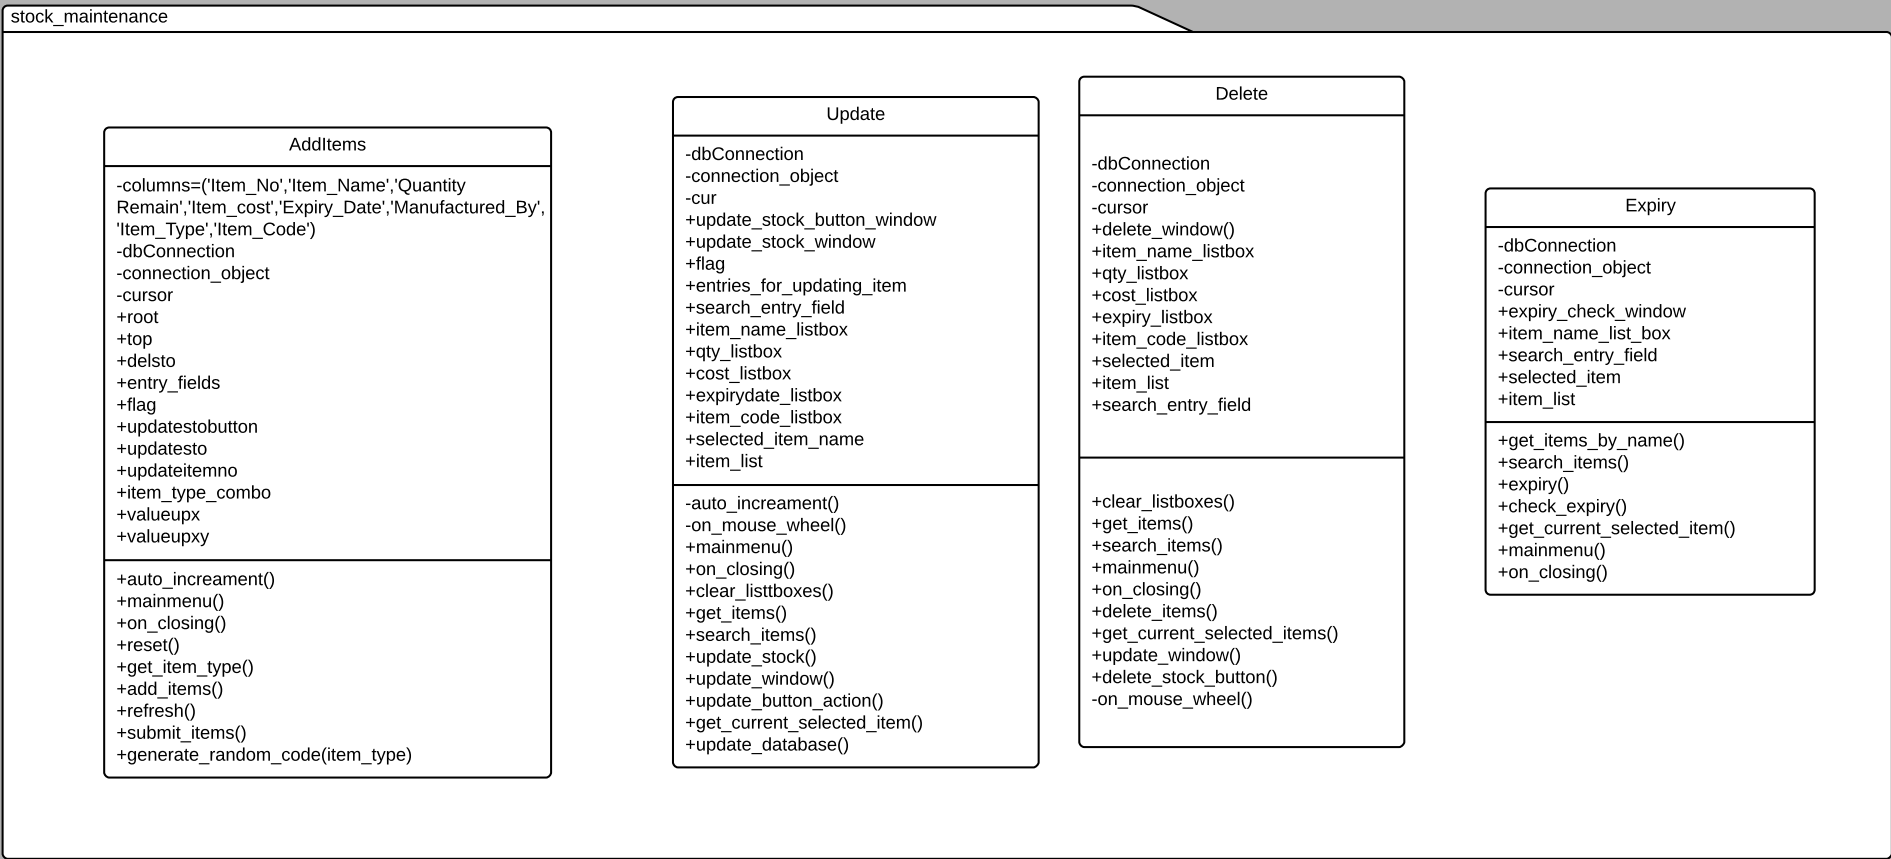 stock_maintenance
AddItems
-columns=('Item_No','Item_Name','Quantity
Remain','Item_cost','Expiry_Date','Manufactured_By',
'Item_Type','Item_Code')
-dbConnection
-connection_object
-cursor
+root
+top
+delsto
+entry_fields
+flag
+updatestobutton
+updatesto
+updateitemno
+item_type_combo
+valueupx
+valueupxy
+auto_increament()
+mainmenu()
+on_closing()
+reset()
+get_item_type()
+add_items()
+refresh()
+submit_items()
+generate_random_code(item_type)
Update
-dbConnection
-connection_object
-cur
+update_stock_button_window
+update_stock_window
+flag
+entries_for_updating_item
+search_entry_field
+item_name_listbox
+qty_listbox
+cost_listbox
+expirydate_listbox
+item_code_listbox
+selected_item_name
+item_list
-auto_increament()
-on_mouse_wheel()
+mainmenu()
+on_closing()
+clear_listtboxes()
+get_items()
+search_items()
+update_stock()
+update_window()
+update_button_action()
+get_current_selected_item()
+update_database()
Delete
-dbConnection
-connection_object
-cursor
+delete_window()
+item_name_listbox
+qty_listbox
+cost_listbox
+expiry_listbox
+item_code_listbox
+selected_item
+item_list
+search_entry_field
+clear_listboxes()
+get_items()
+search_items()
+mainmenu()
+on_closing()
+delete_items()
+get_current_selected_items()
+update_window()
+delete_stock_button()
-on_mouse_wheel()
Expiry
-dbConnection
-connection_object
-cursor
+expiry_check_window
+item_name_list_box
+search_entry_field
+selected_item
+item_list
+get_items_by_name()
+search_items()
+expiry()
+check_expiry()
+get_current_selected_item()
+mainmenu()
+on_closing()